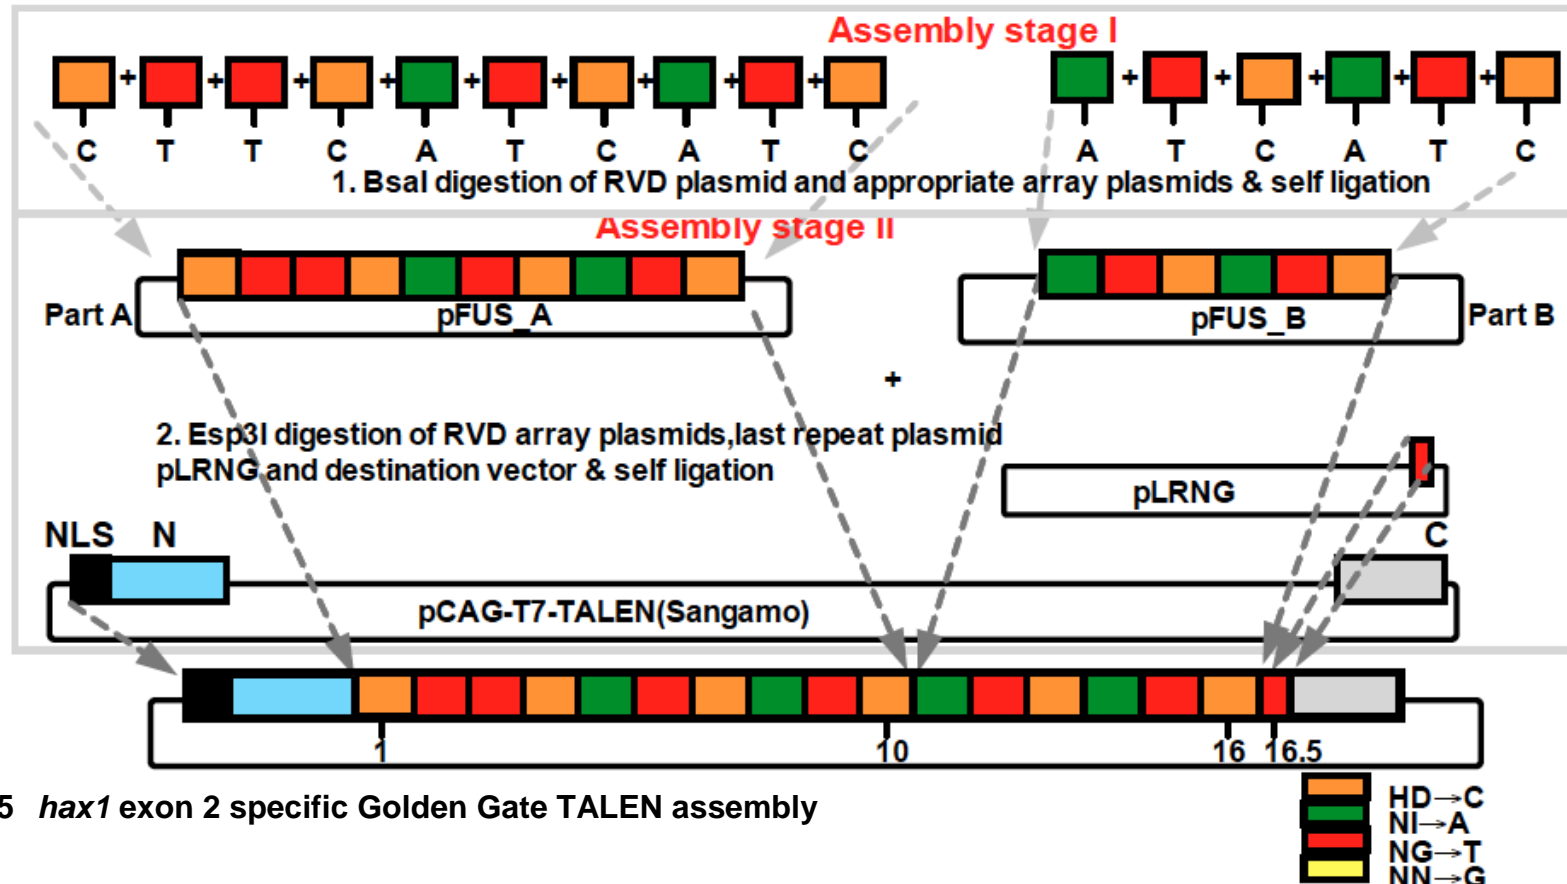 Assembly stage I
+ + + + + + + + + + + + + +
C T T C A T C A T C A T C A T C
1. BsaI digestion of RVD plasmid and appropriate array plasmids & self ligation
Assembly stage II
Part A pFUS_A pFUS_B Part B
+
2. Esp3I digestion of RVD array plasmids,last repeat plasmid
pLRNG and destination vector & self ligation
pLRNG
NLS N C
pCAG-T7-TALEN(Sangamo)
1 10 16 16.5
5 hax1 exon 2 specific Golden Gate TALEN assembly
HD→C
NI→A
NG→T
NN→G